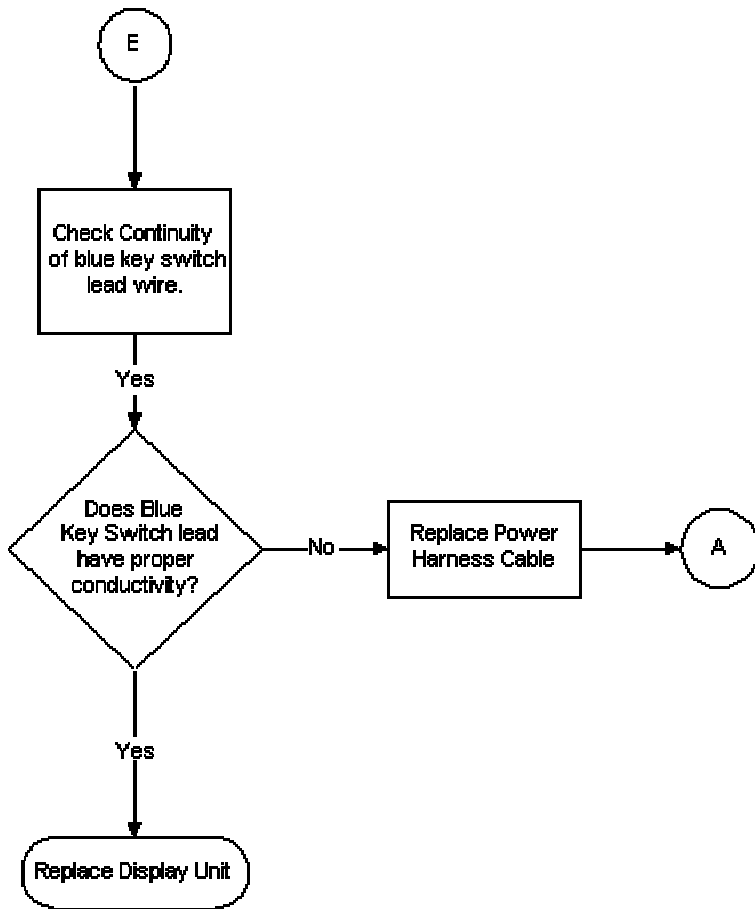 E
Check Continuity
of blue key switch
lead wire.
Yes
Does Blue
Key Switch lead
have proper
conductivity?
No
Replace Power
Harness Cable
A
Yes
Replace Display Unit